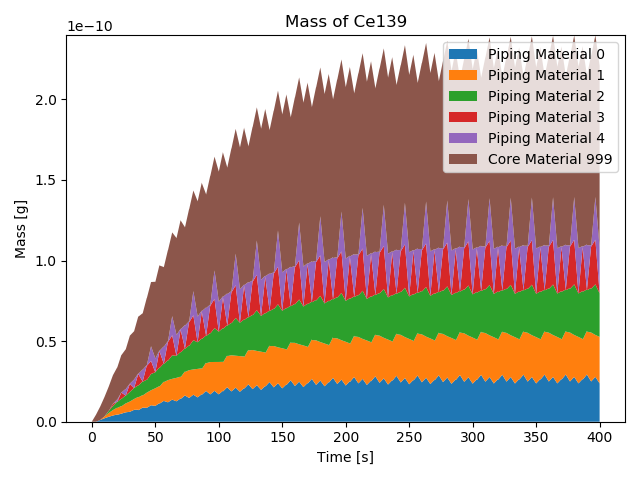 Mass of Ce139
1e−10
Piping Material 0
Piping Material 1
Piping Material 2
Piping Material 3
Piping Material 4
Core Material 999
2.0
1.5
1.0
0.5
0.0
Mass [g]
0 50 100 150 200 250 300 350 400
Time [s]